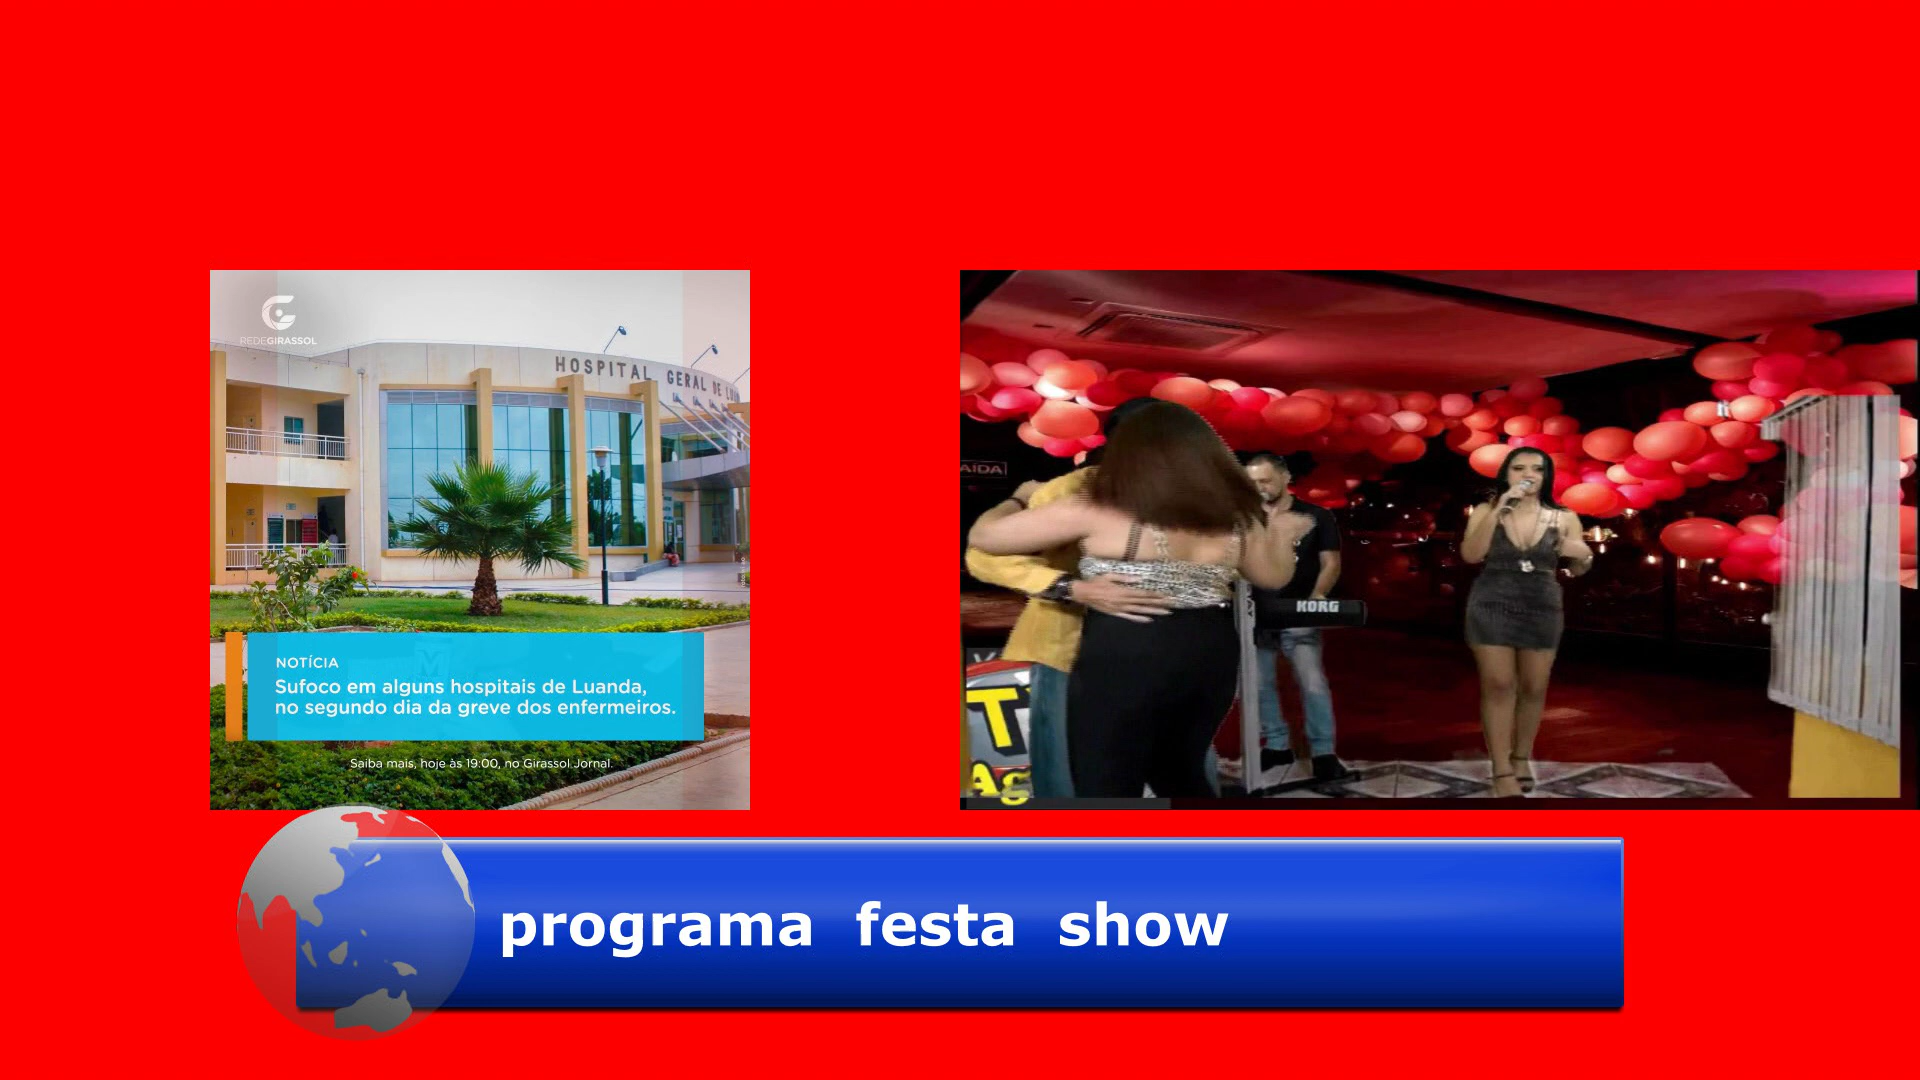 REDEGIRASSOL
HOSPITAL GERAL DE
NOTÍCIA
Sufoco em alguns hospitais de Luanda,
no segundo dia da greve dos enfermeiros.
Saiba mais, hoje às 19:00, no Girassol Jornal.
AÍDA
KORG
programa festa show